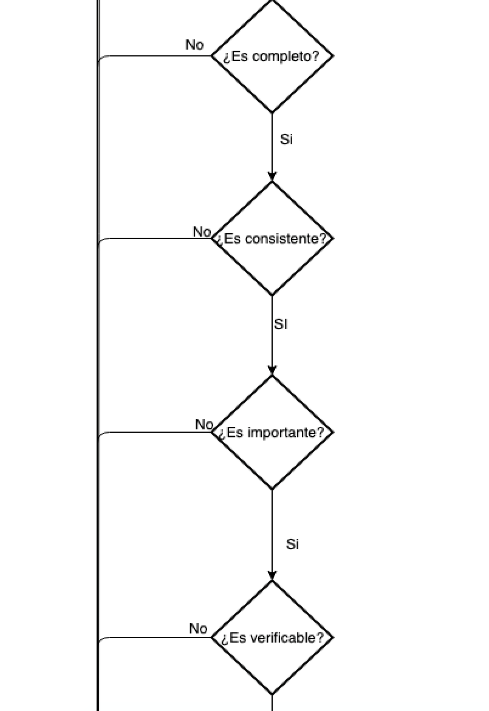 No
¿Es completo?
Si
No
¿Es consistente?
SI
No
¿Es importante?
Si
No
¿Es verificable?